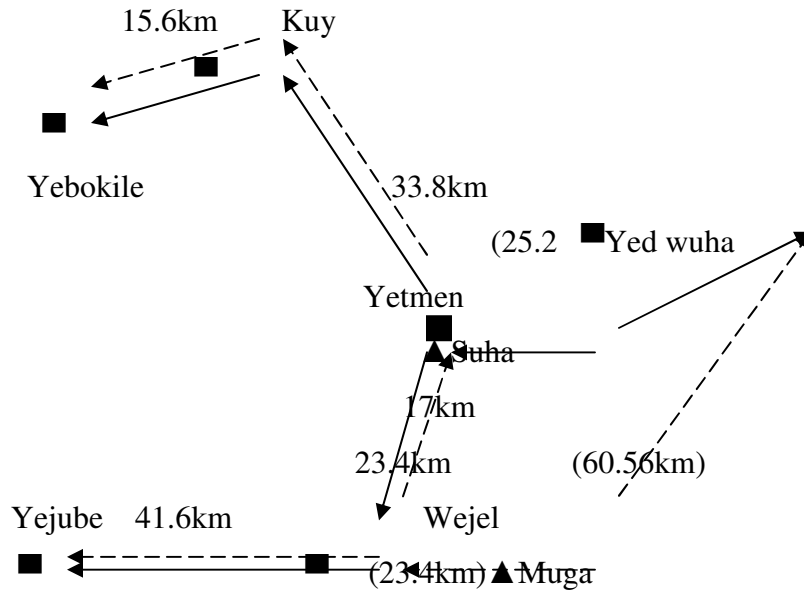 15.6km Kuy
Yebokile
33.8km
(25.2 Yed wuha
Yetmen
Suha
17km
23.4km (60.56km)
Yejube 41.6km Wejel
(23.4km) Muga